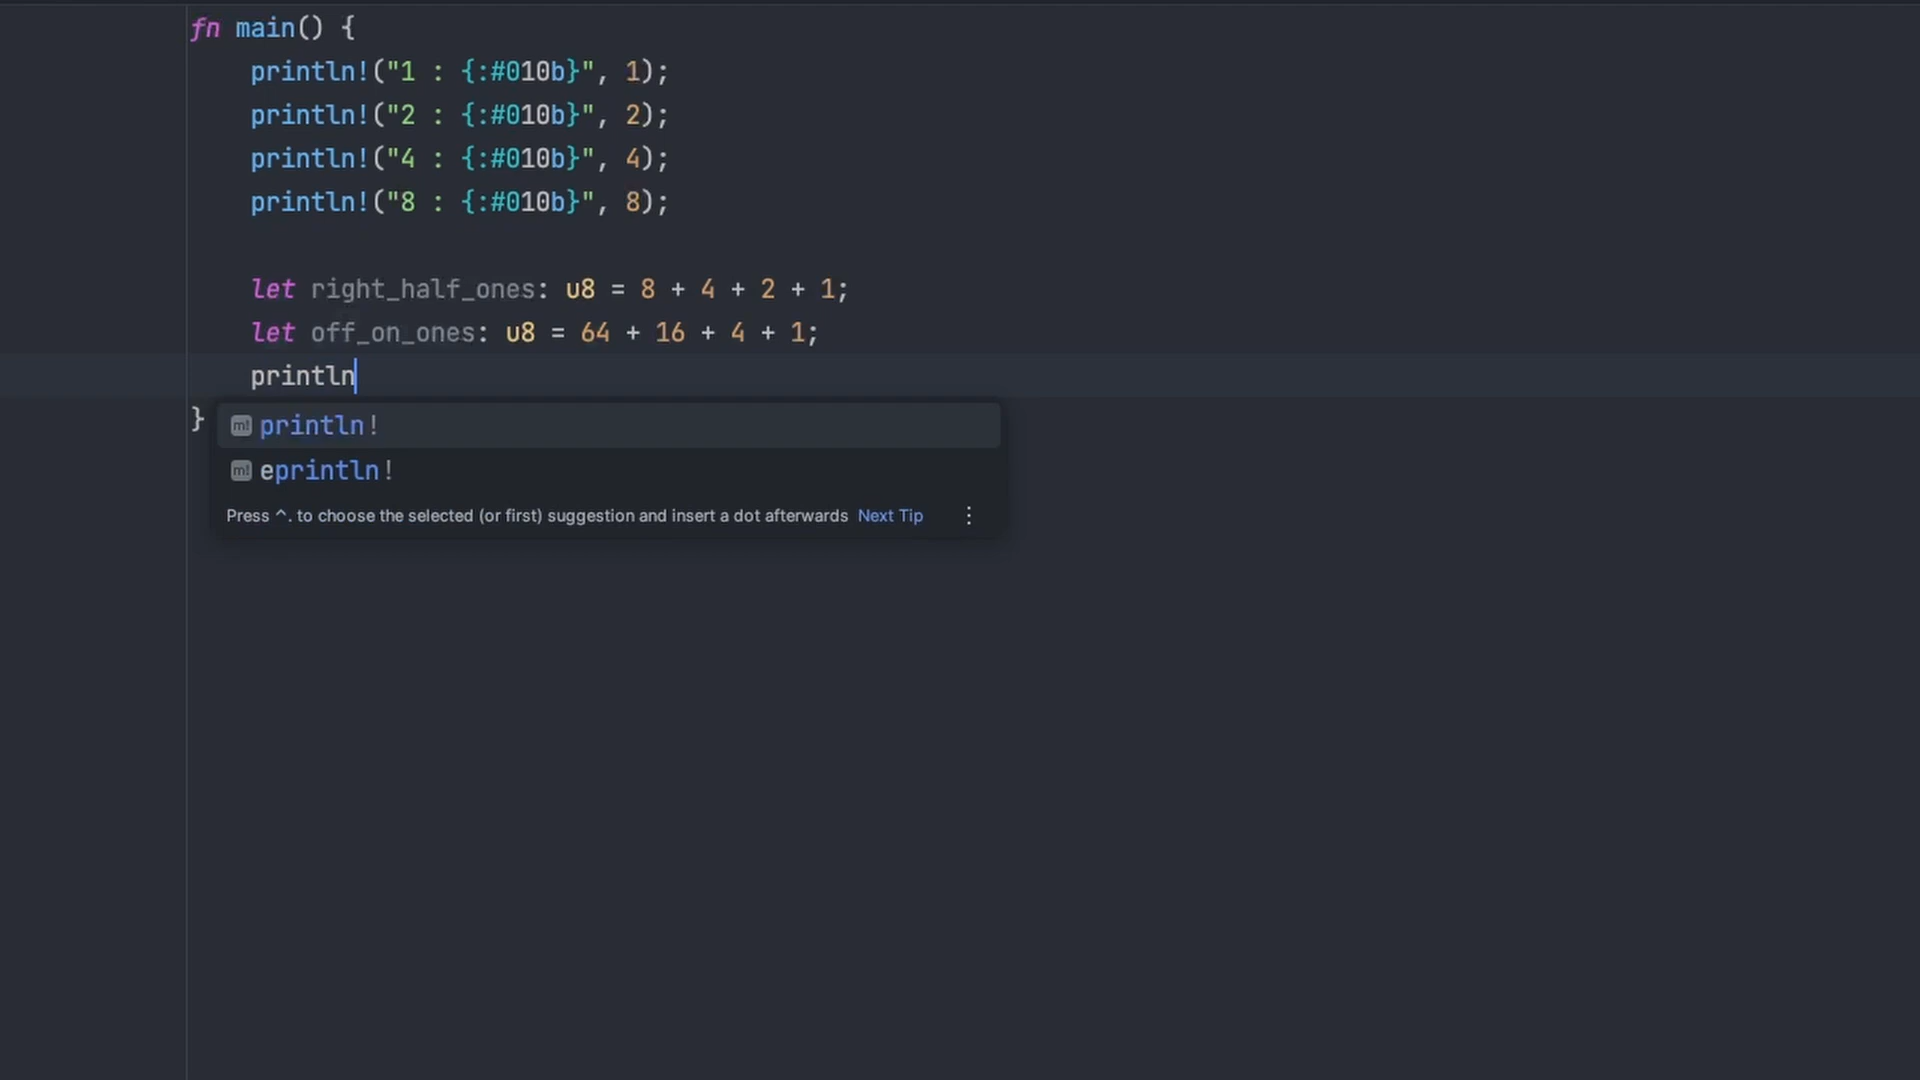 fn main() {
    println!("1 : {:#010b}", 1);
    println!("2 : {:#010b}", 2);
    println!("4 : {:#010b}", 4);
    println!("8 : {:#010b}", 8);

    let right_half_ones: u8 = 8 + 4 + 2 + 1;
    let off_on_ones: u8 = 64 + 16 + 4 + 1;
    println
}
m! println!
m! eprintln!
Press ^. to choose the selected (or first) suggestion and insert a dot afterwards Next Tip